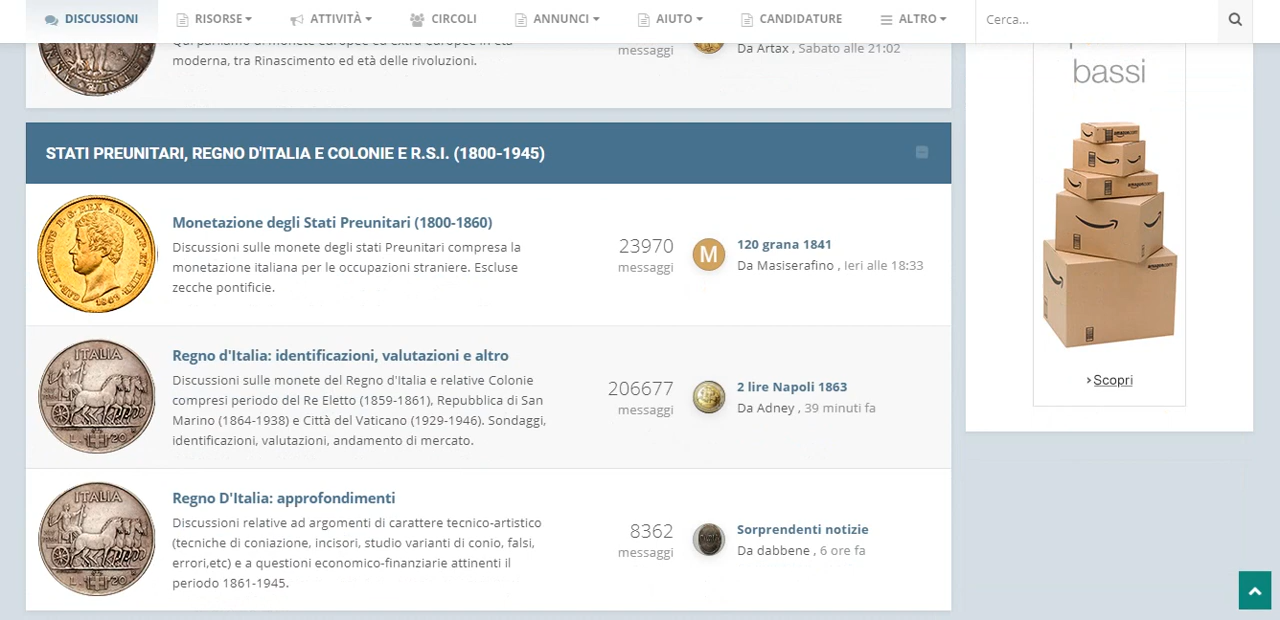 DISCUSSIONI RISORSE ATTIVITÀ CIRCOLI ANNUNCI AIUTO CANDIDATURE ALTRO Cerca...
moderna, tra Rinascimento ed età delle rivoluzioni.
messaggi
Da Artax , Sabato alle 21:02
bassi
STATI PREUNITARI, REGNO D'ITALIA E COLONIE E R.S.I. (1800-1945)
Monetazione degli Stati Preunitari (1800-1860)
Discussioni sulle monete degli stati Preunitari compresa la
monetazione italiana per le occupazioni straniere. Escluse
zecche pontificie.
23970
messaggi
M
120 grana 1841
Da Masiserafino , Ieri alle 18:33
Regno d'Italia: identificazioni, valutazioni e altro
Discussioni sulle monete del Regno d'Italia e relative Colonie
compresi periodo del Re Eletto (1859-1861), Repubblica di San
Marino (1864-1938) e Città del Vaticano (1929-1946). Sondaggi,
identificazioni, valutazioni, andamento di mercato.
206677
messaggi
2 lire Napoli 1863
Da Adney , 39 minuti fa
Regno D'Italia: approfondimenti
Discussioni relative ad argomenti di carattere tecnico-artistico
(tecniche di coniazione, incisori, studio varianti di conio, falsi,
errori,etc) e a questioni economico-finanziarie attinenti il
periodo 1861-1945.
8362
messaggi
Sorprendenti notizie
Da dabbene , 6 ore fa
ITALIA
L. 20
ITALIA
L. 20
Scopri